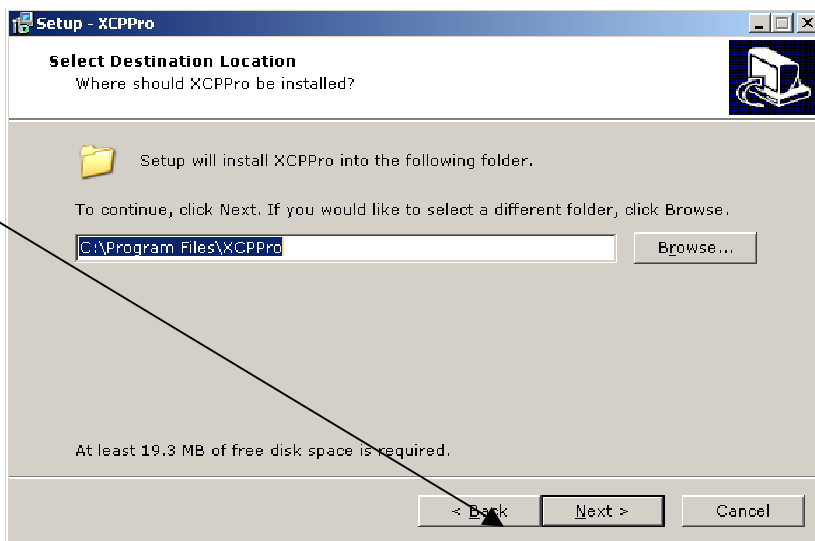 Setup - XCPPro
Select Destination Location
Where should XCPPro be installed?
Setup will install XCPPro into the following folder.
To continue, click Next. If you would like to select a different folder, click Browse.
C:\Program Files\XCPPro
Browse...
At least 19.3 MB of free disk space is required.
< Back
Next >
Cancel